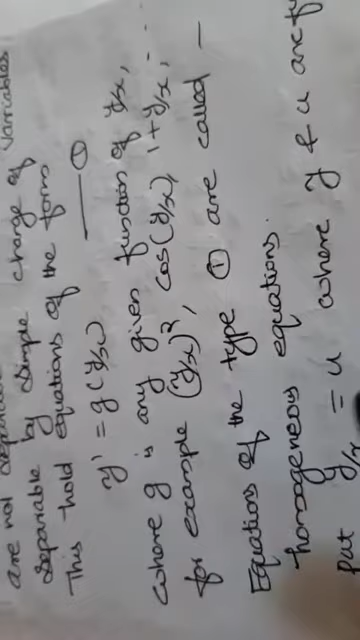 are not
separable by simple change of variables
This hold equations of the form
y' = g(y/x) —— ①
where g is any given function of y/x,
for example (y/x)², cos(y/x), 1+y/x, ...
Equations of the type ① are called —
homogeneous equations.
put y/x = u where y & u are